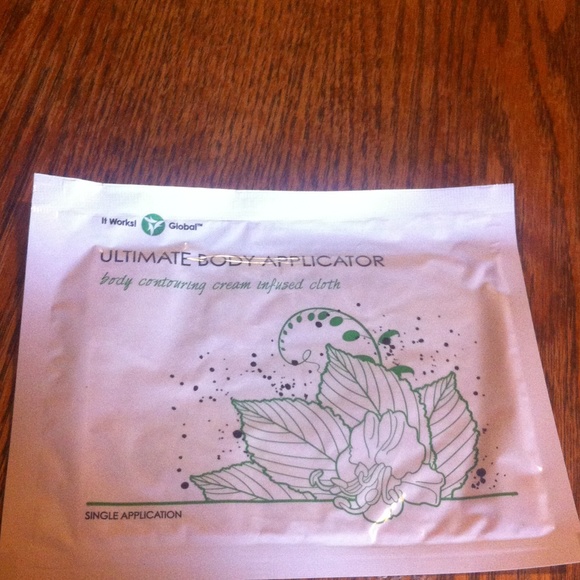 It Works! Global™
ULTIMATE BODY APPLICATOR
body contouring cream infused cloth
SINGLE APPLICATION